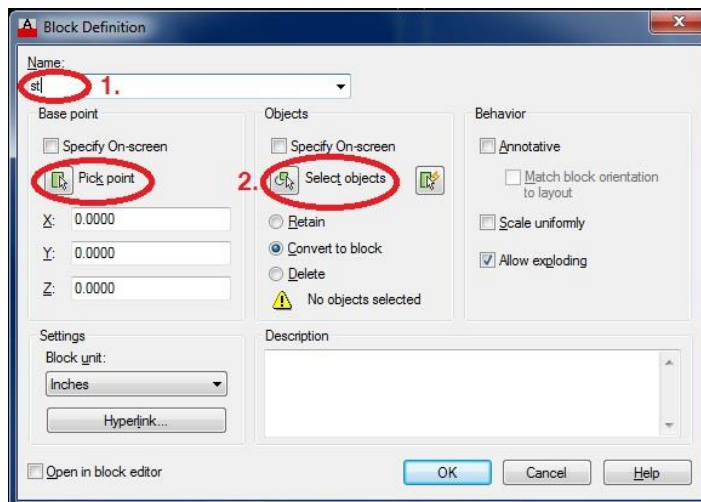 A Block Definition
X
Name:
st 1.
Base point
Specify On-screen
Pick point
X: 0.0000
Y: 0.0000
Z: 0.0000
Objects
Specify On-screen
2. Select objects
Retain
Convert to block
Delete
No objects selected
Behavior
Annotative
Match block orientation
to layout
Scale uniformly
Allow exploding
Settings
Block unit:
Inches
Hyperlink...
Description
Open in block editor
OK Cancel Help